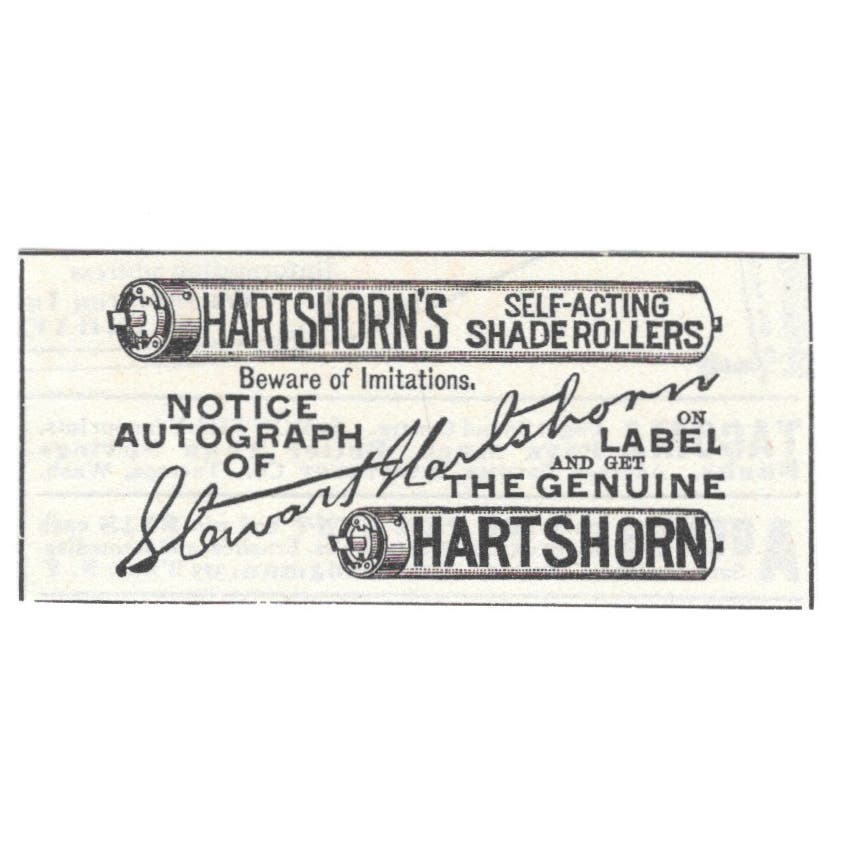 HARTSHORN'S SELF-ACTING
SHADE ROLLERS
Beware of Imitations.
NOTICE
AUTOGRAPH
OF
Stewart Hartshorn
ON
LABEL
AND GET
THE GENUINE
HARTSHORN